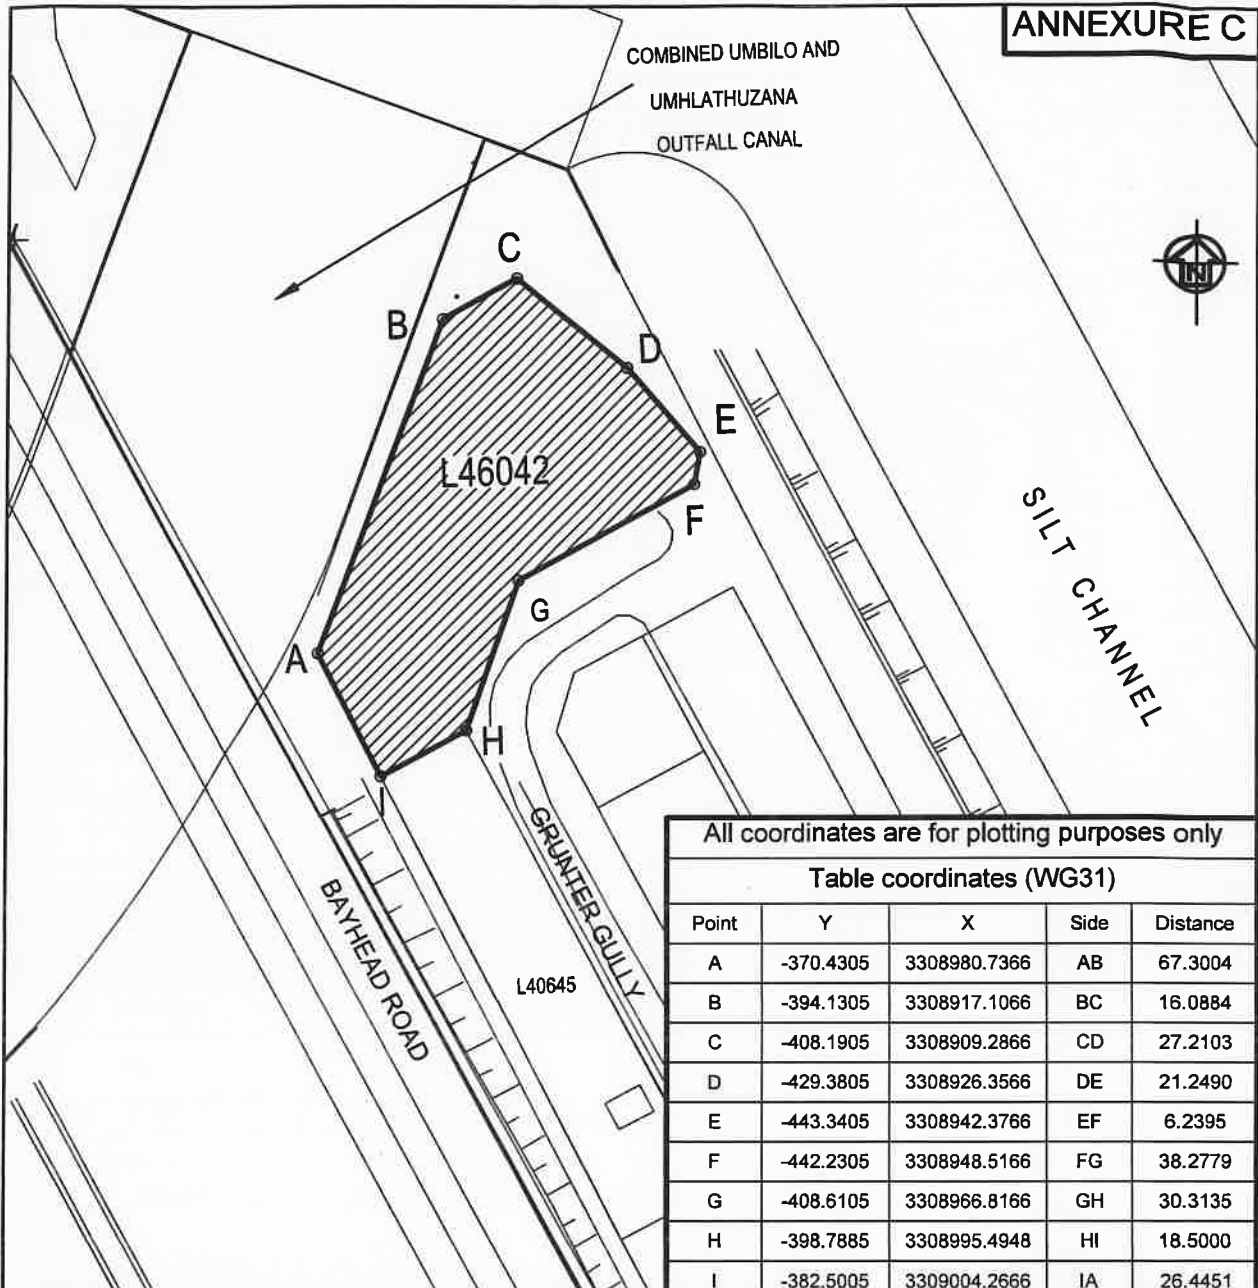 ANNEXURE C
COMBINED UMBILO AND
UMHLATHUZANA
OUTFALL CANAL
N
C
B
D
E
L46042
F
G
A
H
I
SILT CHANNEL
GRUNTER GULLY
BAYHEAD ROAD
L40645
All coordinates are for plotting purposes only
Table coordinates (WG31)
Point Y X Side Distance
A -370.4305 3308980.7366 AB 67.3004
B -394.1305 3308917.1066 BC 16.0884
C -408.1905 3308909.2866 CD 27.2103
D -429.3805 3308926.3566 DE 21.2490
E -443.3405 3308942.3766 EF 6.2395
F -442.2305 3308948.5166 FG 38.2779
G -408.6105 3308966.8166 GH 30.3135
H -398.7885 3308995.4948 HI 18.5000
I -382.5005 3309004.2666 IA 26.4451